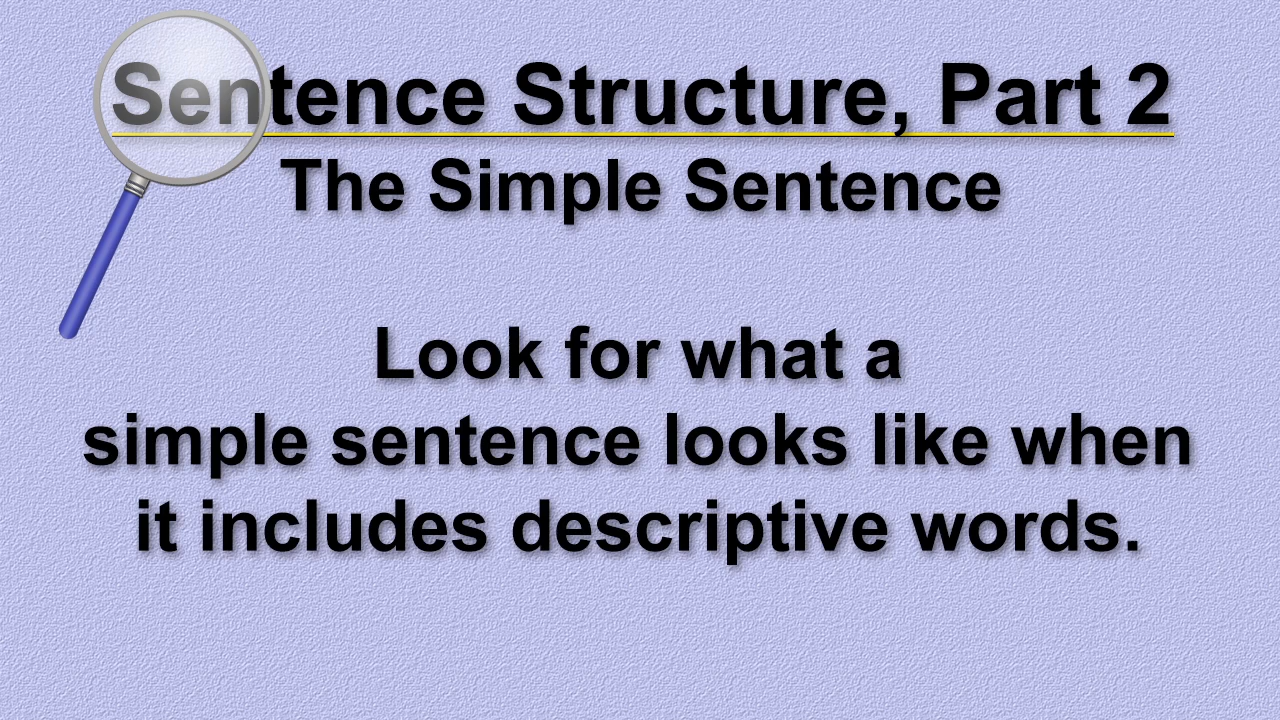 Sentence Structure, Part 2
The Simple Sentence
Look for what a
simple sentence looks like when
it includes descriptive words.